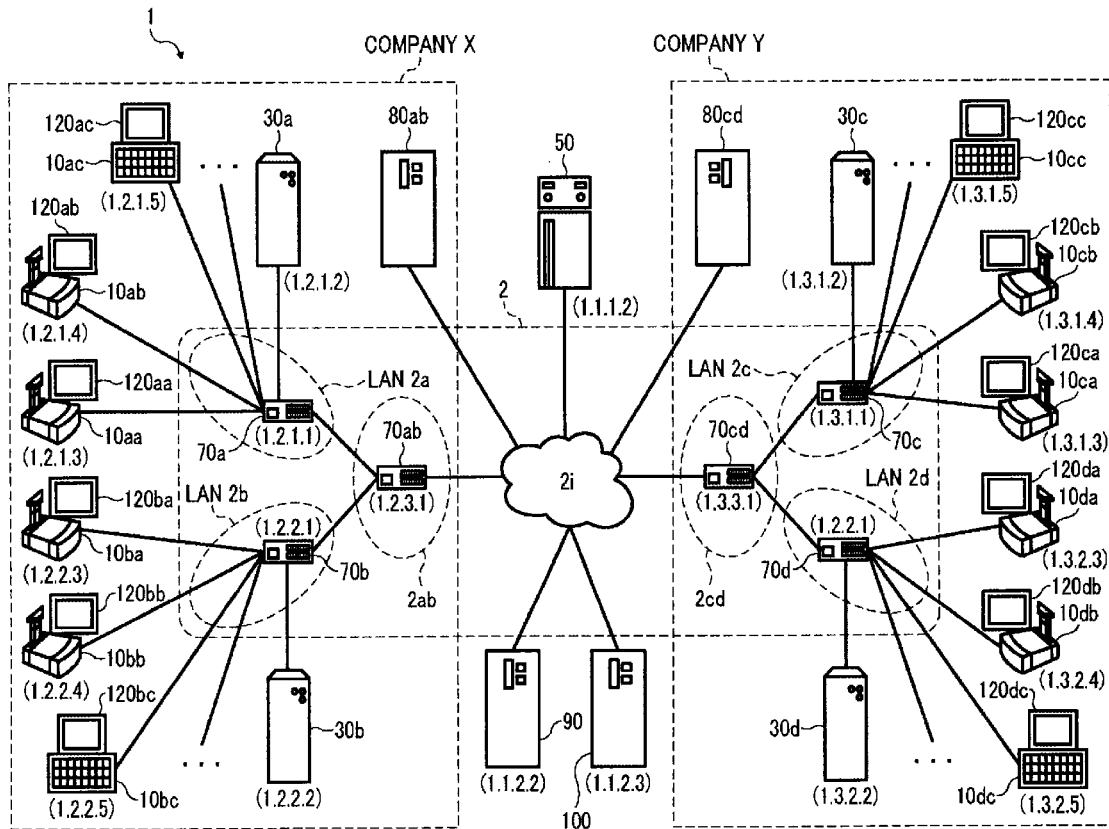 1
COMPANY X
COMPANY Y
120ac
10ac
(1.2.1.5)
...
30a
(1.2.1.2)
80ab
50
(1.1.1.2)
80cd
30c
(1.3.1.2)
...
120cc
10cc
(1.3.1.5)
120ab
10ab
(1.2.1.4)
120cb
10cb
(1.3.1.4)
2
120aa
10aa
(1.2.1.3)
LAN 2a
70a
(1.2.1.1)
LAN 2c
(1.3.1.1)
70c
120ca
10ca
(1.3.1.3)
70ab
(1.2.3.1)
2i
70cd
(1.3.3.1)
120ba
10ba
(1.2.2.3)
LAN 2b
(1.2.2.1)
70b
2ab
2cd
LAN 2d
(1.2.2.1)
70d
120da
10da
(1.3.2.3)
120bb
10bb
(1.2.2.4)
120db
10db
(1.3.2.4)
120bc
10bc
(1.2.2.5)
...
30b
(1.2.2.2)
90
(1.1.2.2)
100
(1.1.2.3)
30d
(1.3.2.2)
...
120dc
10dc
(1.3.2.5)